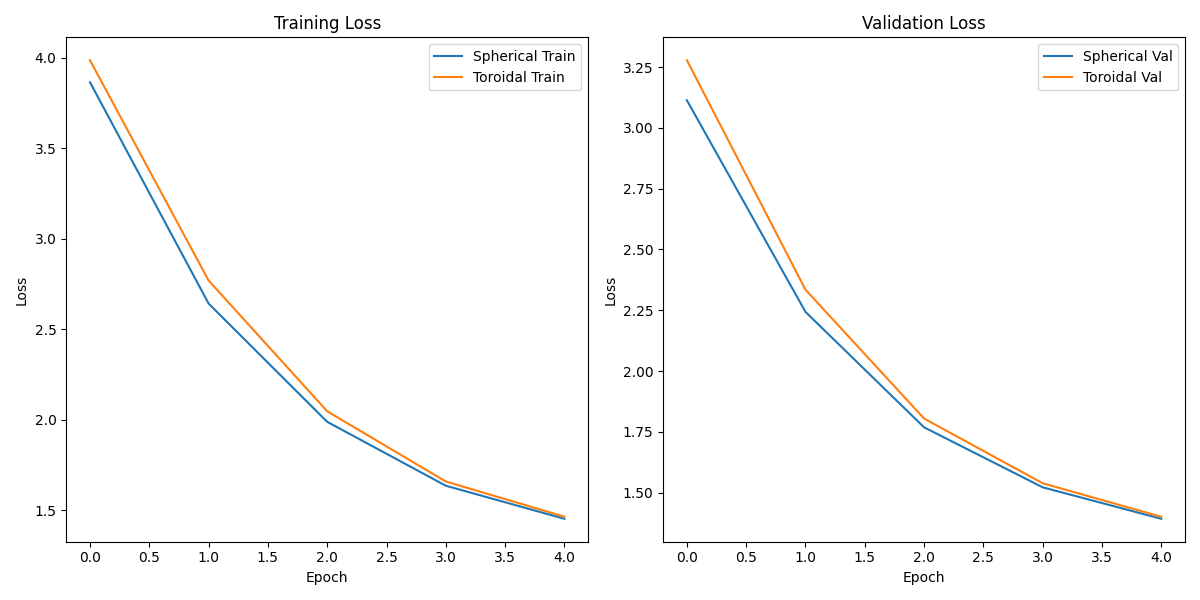 Training Loss
Spherical Train
Toroidal Train
4.0
3.5
3.0
2.5
2.0
1.5
Loss
0.0 0.5 1.0 1.5 2.0 2.5 3.0 3.5 4.0
Epoch
Validation Loss
Spherical Val
Toroidal Val
3.25
3.00
2.75
2.50
2.25
2.00
1.75
1.50
Loss
0.0 0.5 1.0 1.5 2.0 2.5 3.0 3.5 4.0
Epoch